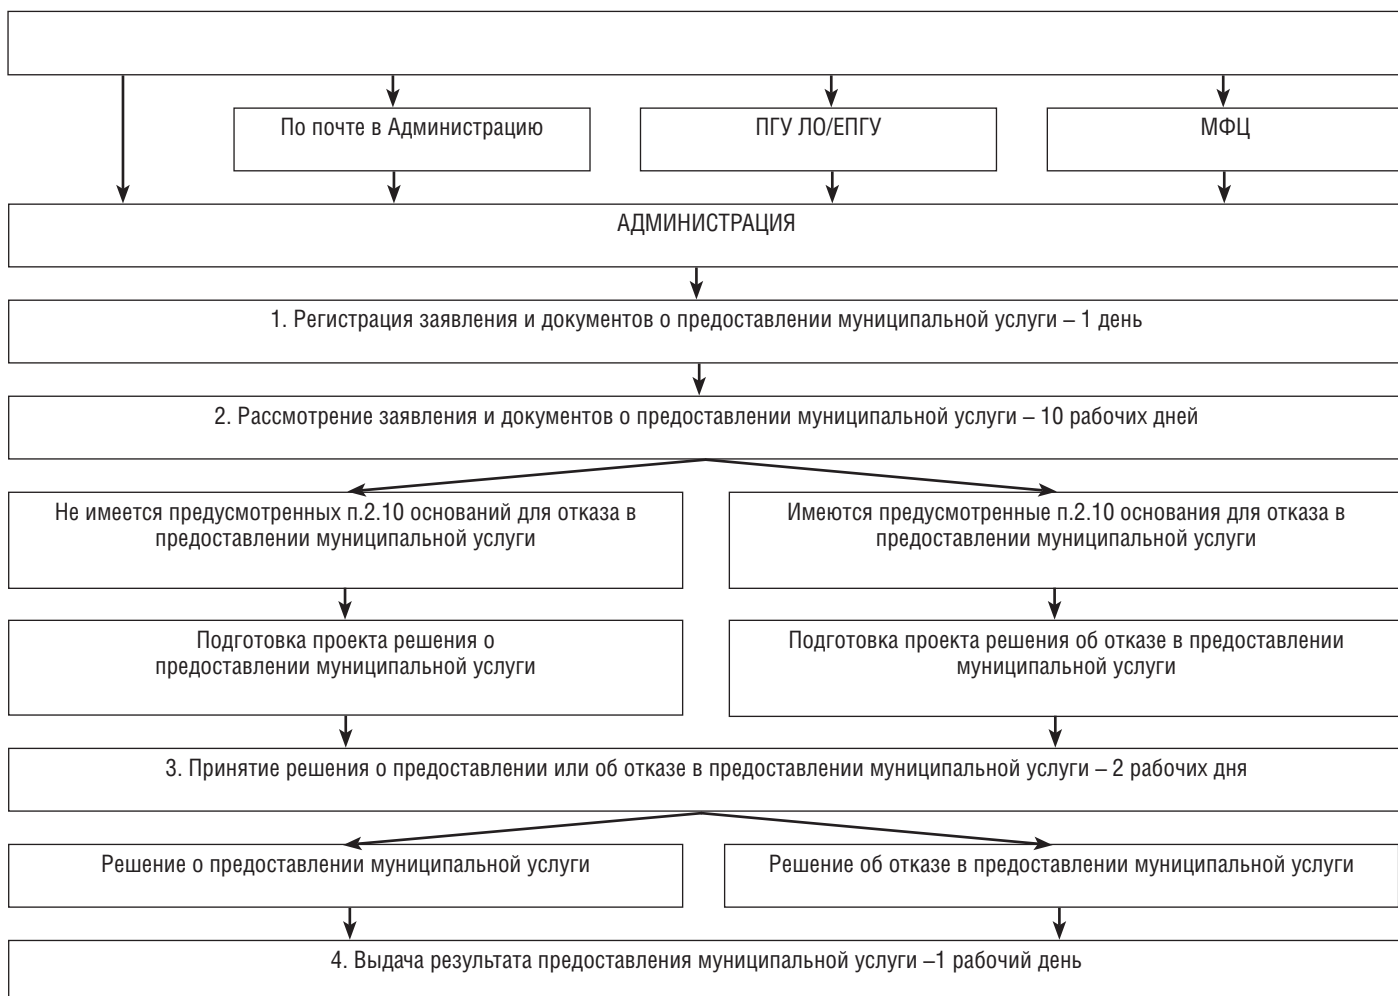 По почте в Администрацию
ПГУ ЛО/ЕПГУ
МФЦ
АДМИНИСТРАЦИЯ
1. Регистрация заявления и документов о предоставлении муниципальной услуги – 1 день
2. Рассмотрение заявления и документов о предоставлении муниципальной услуги – 10 рабочих дней
Не имеется предусмотренных п.2.10 оснований для отказа в
предоставлении муниципальной услуги
Имеются предусмотренные п.2.10 основания для отказа в
предоставлении муниципальной услуги
Подготовка проекта решения о
предоставлении муниципальной услуги
Подготовка проекта решения об отказе в предоставлении
муниципальной услуги
3. Принятие решения о предоставлении или об отказе в предоставлении муниципальной услуги – 2 рабочих дня
Решение о предоставлении муниципальной услуги
Решение об отказе в предоставлении муниципальной услуги
4. Выдача результата предоставления муниципальной услуги –1 рабочий день